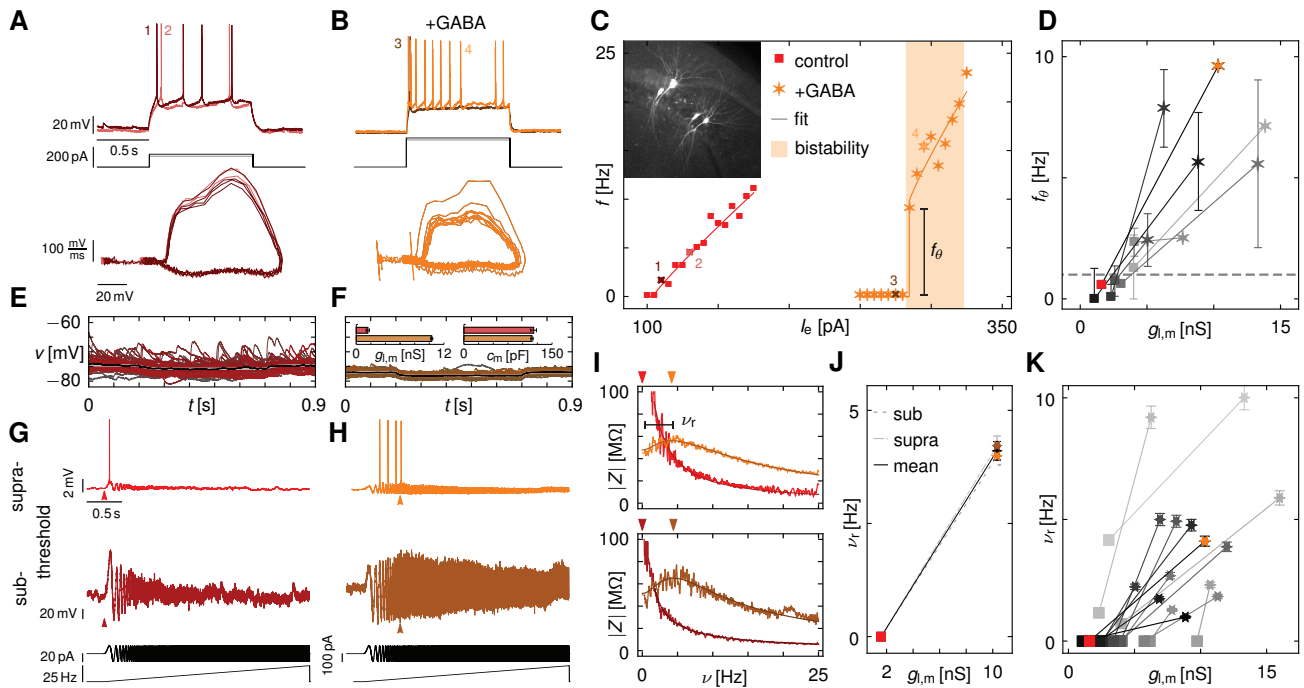 A
1
2
20 mV
0.5 s
200 pA
100 mV
ms
20 mV
B
+GABA
3
4
C
25
f [Hz]
0
100
Iₑ [pA]
350
control
+GABA
fit
bistability
1
2
3
4
fθ
D
10
fθ [Hz]
0
0
gl,m [nS]
15
E
−60
v [mV]
−80
0
t [s]
0.9
F
0
gl,m [nS]
12
0
cm [pF]
150
0
t [s]
0.9
G
supra-
sub-
threshold
2 mV
0.5 s
20 mV
20 pA
25 Hz
H
100 pA
I
100
|Z| [MΩ]
0
νr
100
|Z| [MΩ]
0
0
ν [Hz]
25
J
5
νr [Hz]
0
2
gl,m [nS]
10
sub
supra
mean
K
10
νr [Hz]
0
0
gl,m [nS]
15